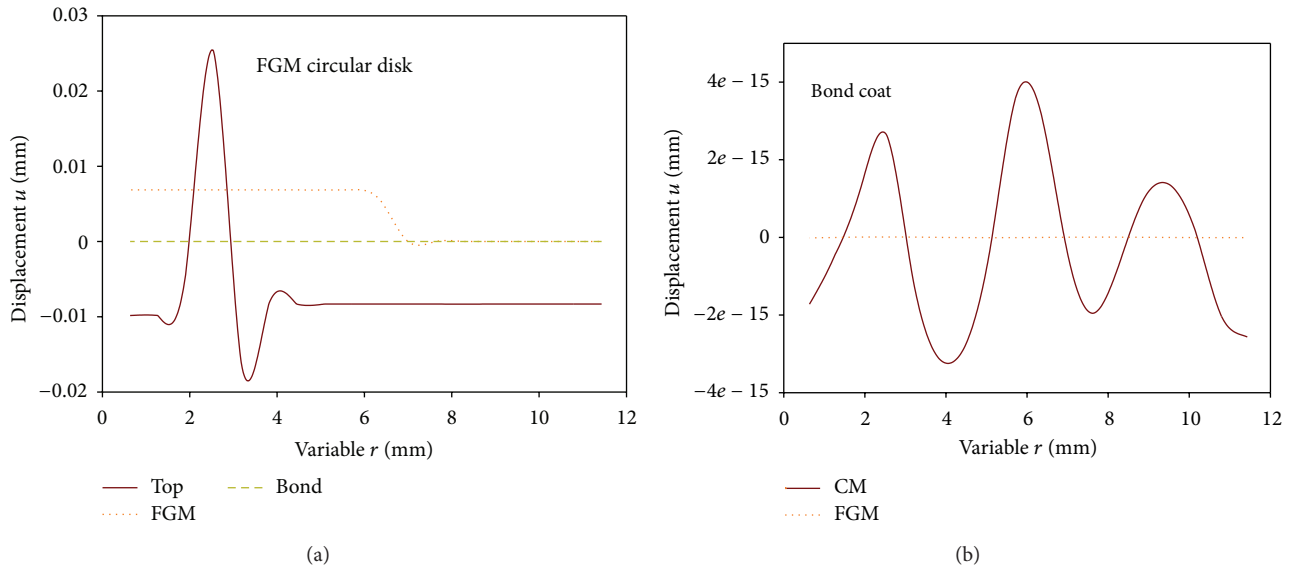 0.03
0.02
0.01
0
−0.01
−0.02
Displacement u (mm)
FGM circular disk
0 2 4 6 8 10 12
Variable r (mm)
Top Bond
FGM
(a)
4e − 15
2e − 15
0
−2e − 15
−4e − 15
Displacement u (mm)
Bond coat
0 2 4 6 8 10 12
Variable r (mm)
CM
FGM
(b)